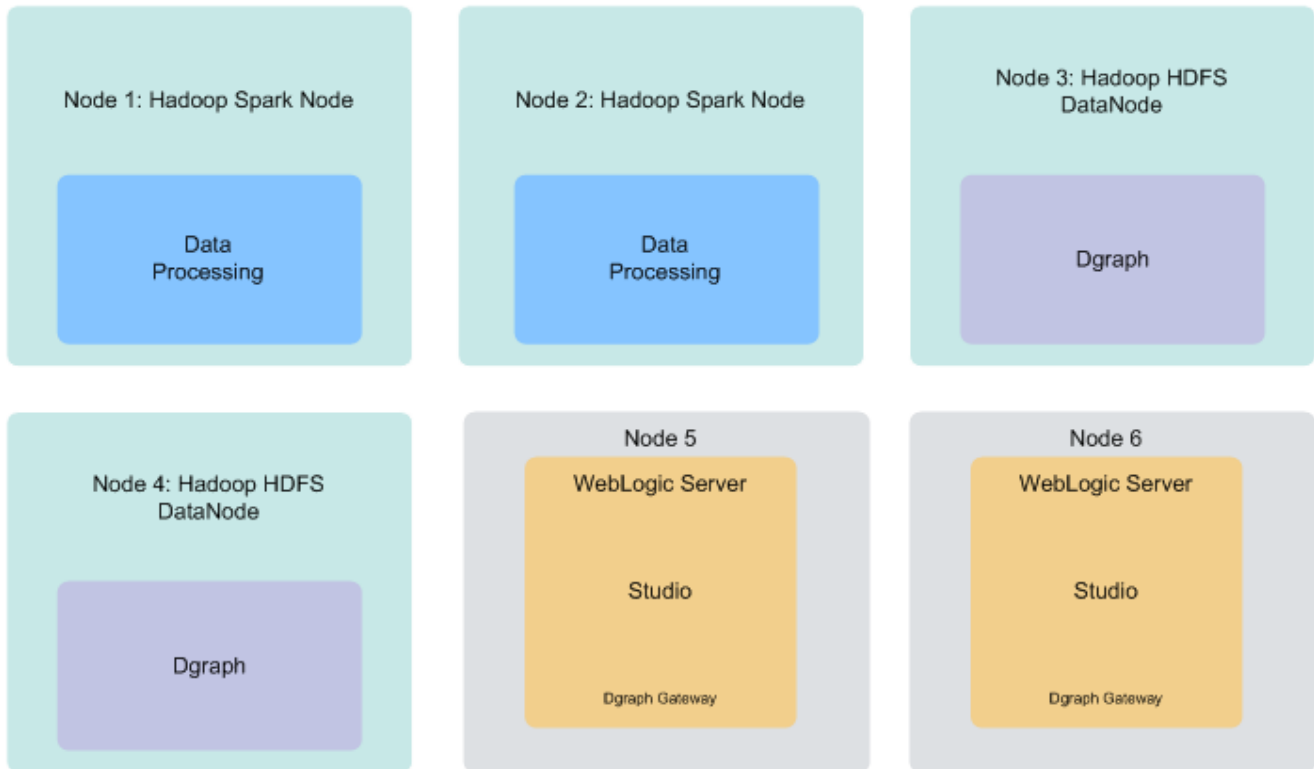 Node 1: Hadoop Spark Node
Data
Processing
Node 2: Hadoop Spark Node
Data
Processing
Node 3: Hadoop HDFS
DataNode
Dgraph
Node 4: Hadoop HDFS
DataNode
Dgraph
Node 5
WebLogic Server
Studio
Dgraph Gateway
Node 6
WebLogic Server
Studio
Dgraph Gateway